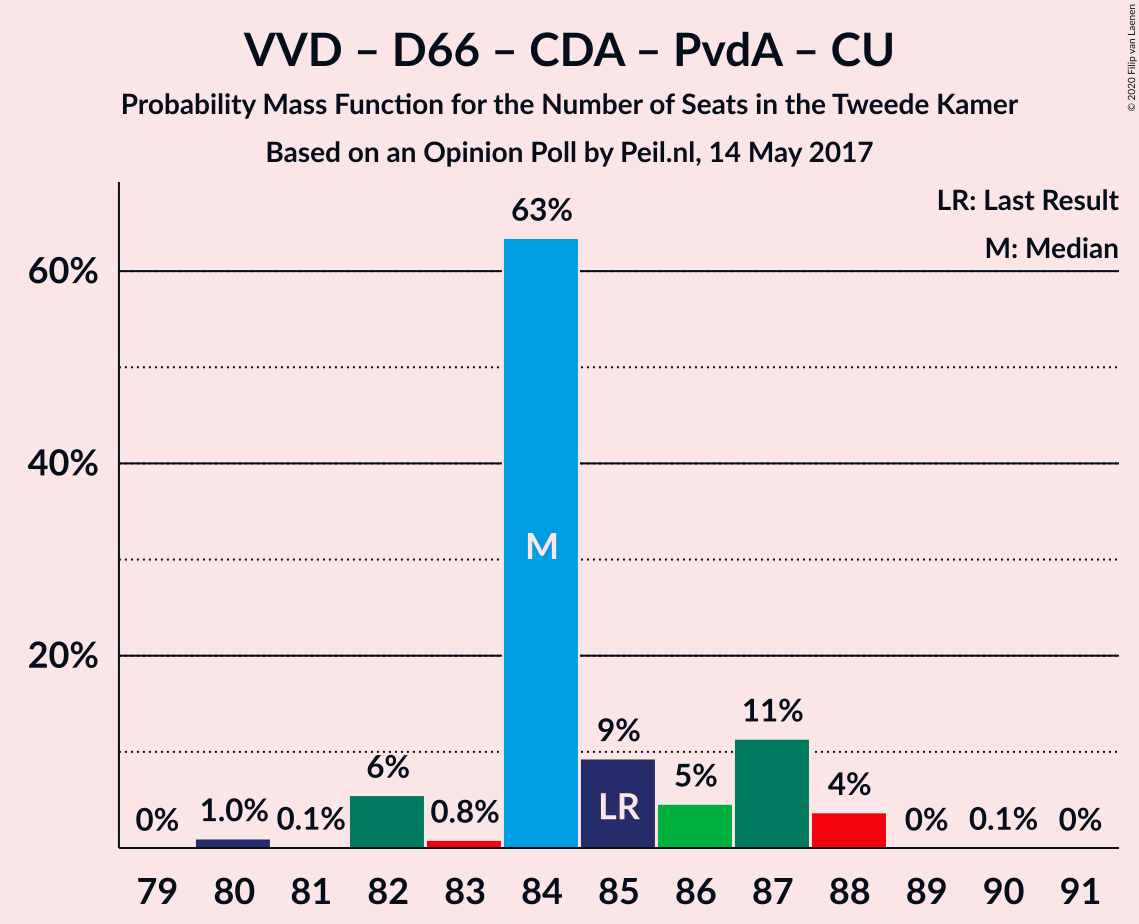 VVD – D66 – CDA – PvdA – CU
Probability Mass Function for the Number of Seats in the Tweede Kamer
Based on an Opinion Poll by Peil.nl, 14 May 2017
© 2020 Filip van Laenen
LR: Last Result
M: Median
60%
40%
20%
0% 1.0% 0.1% 6% 0.8% 63% 9% 5% 11% 4% 0% 0.1% 0%
M
LR
79 80 81 82 83 84 85 86 87 88 89 90 91